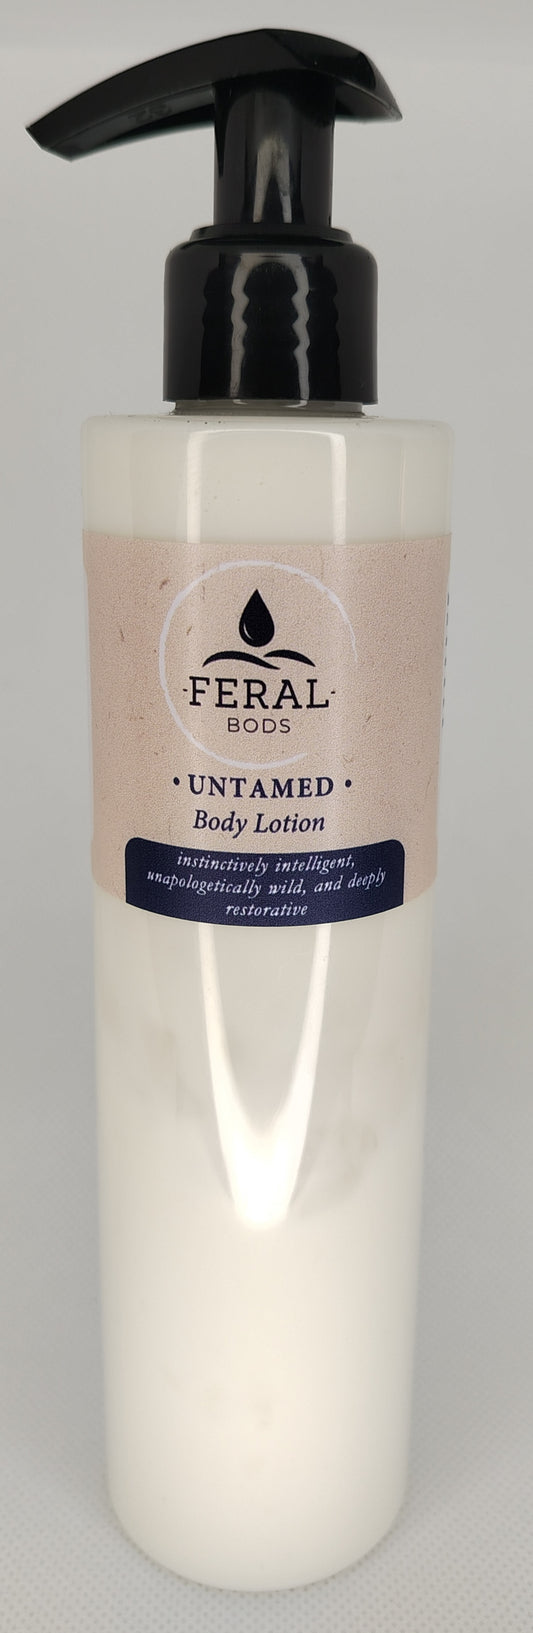 -FERAL-
BODS
• UNTAMED •
Body Lotion
instinctively intelligent,
unapologetically wild, and deeply
restorative